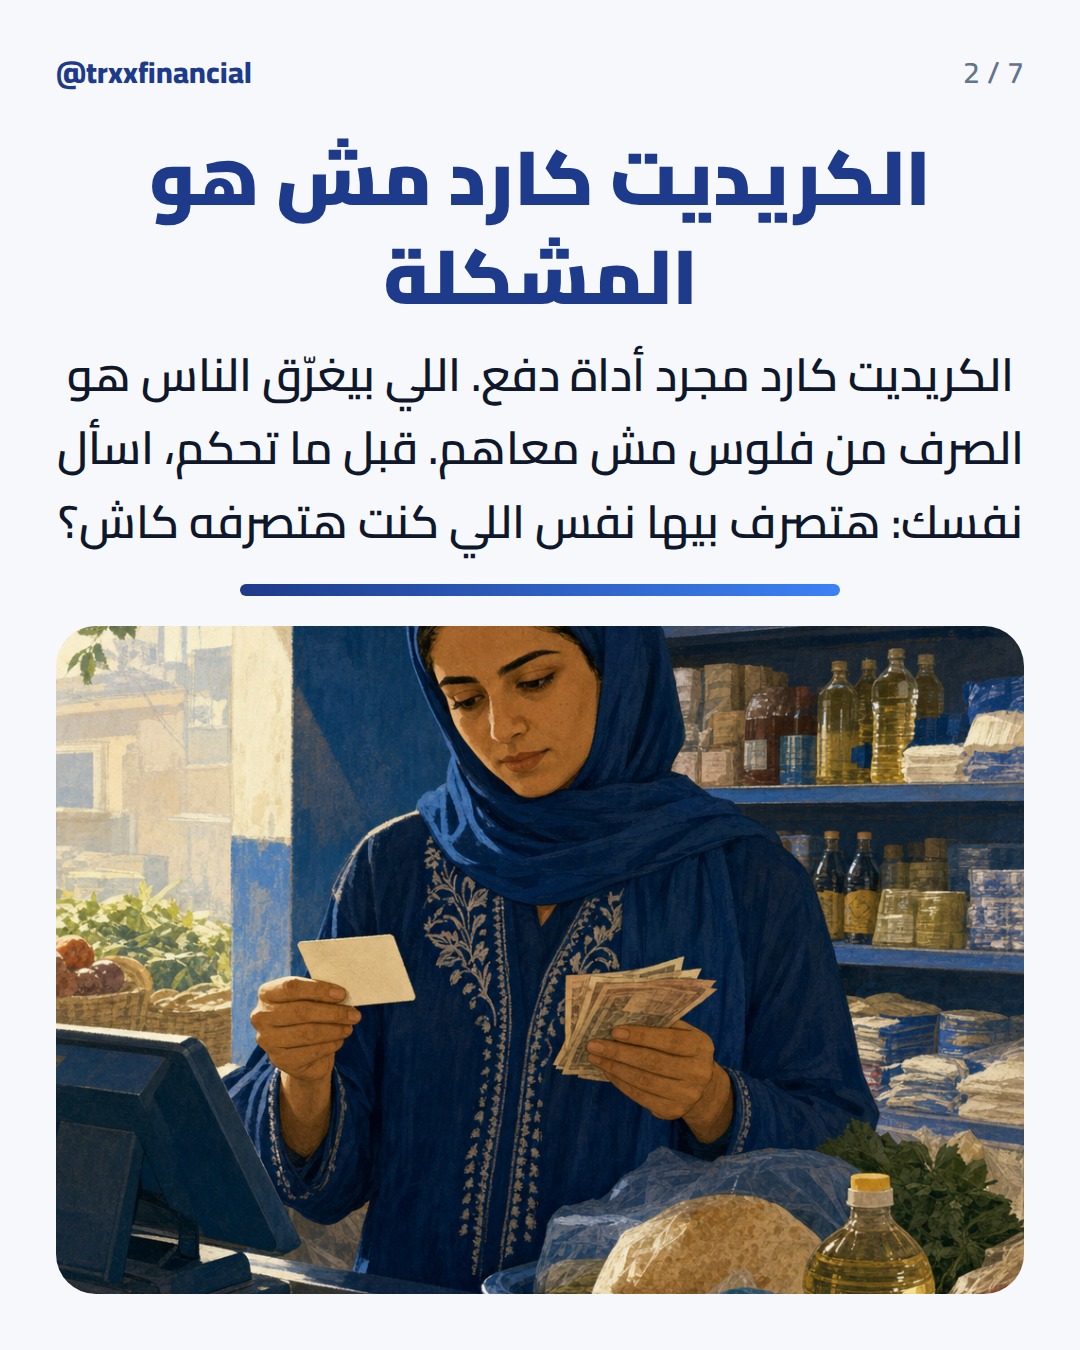 @trxxfinancial
2 / 7
الكريديت كارد مش هو
المشكلة
الكريديت كارد مجرد أداة دفع. اللي بيغرّق الناس هو
الصرف من فلوس مش معاهم. قبل ما تحكم، اسأل
نفسك: هتصرف بيها نفس اللي كنت هتصرفه كاش؟